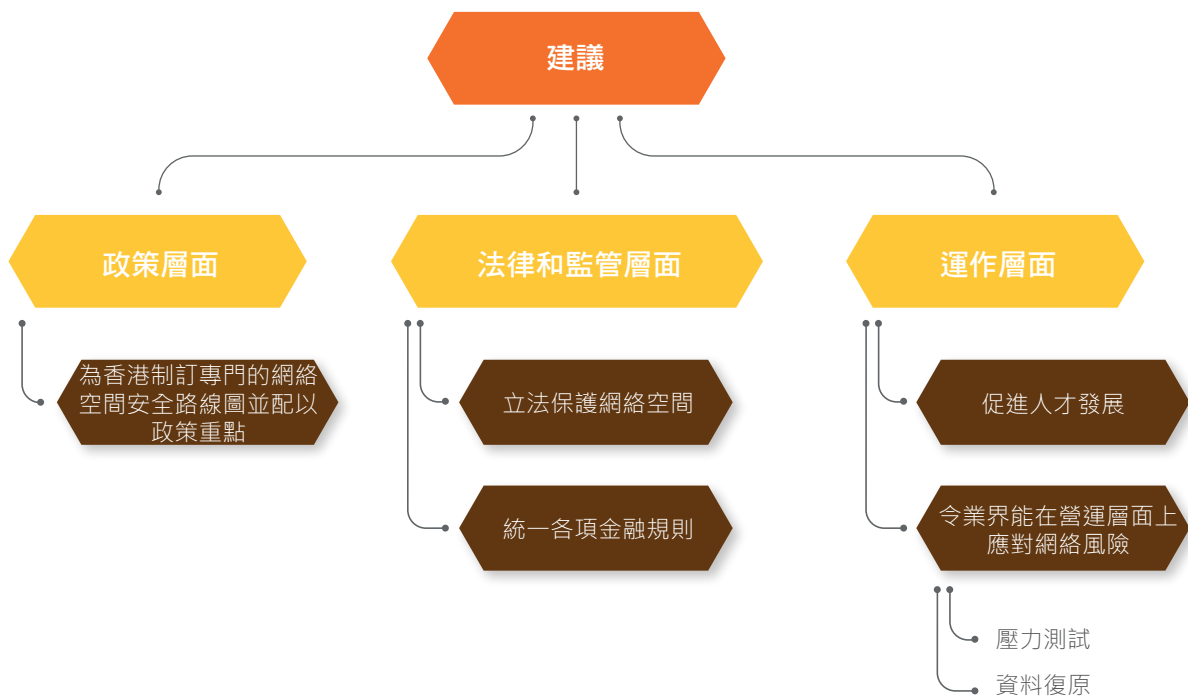 建議
政策層面
法律和監管層面
運作層面
為香港制訂專門的網絡
空間安全路線圖並配以
政策重點
立法保護網絡空間
促進人才發展
統一各項金融規則
令業界能在營運層面上
應對網絡風險
壓力測試
資料復原